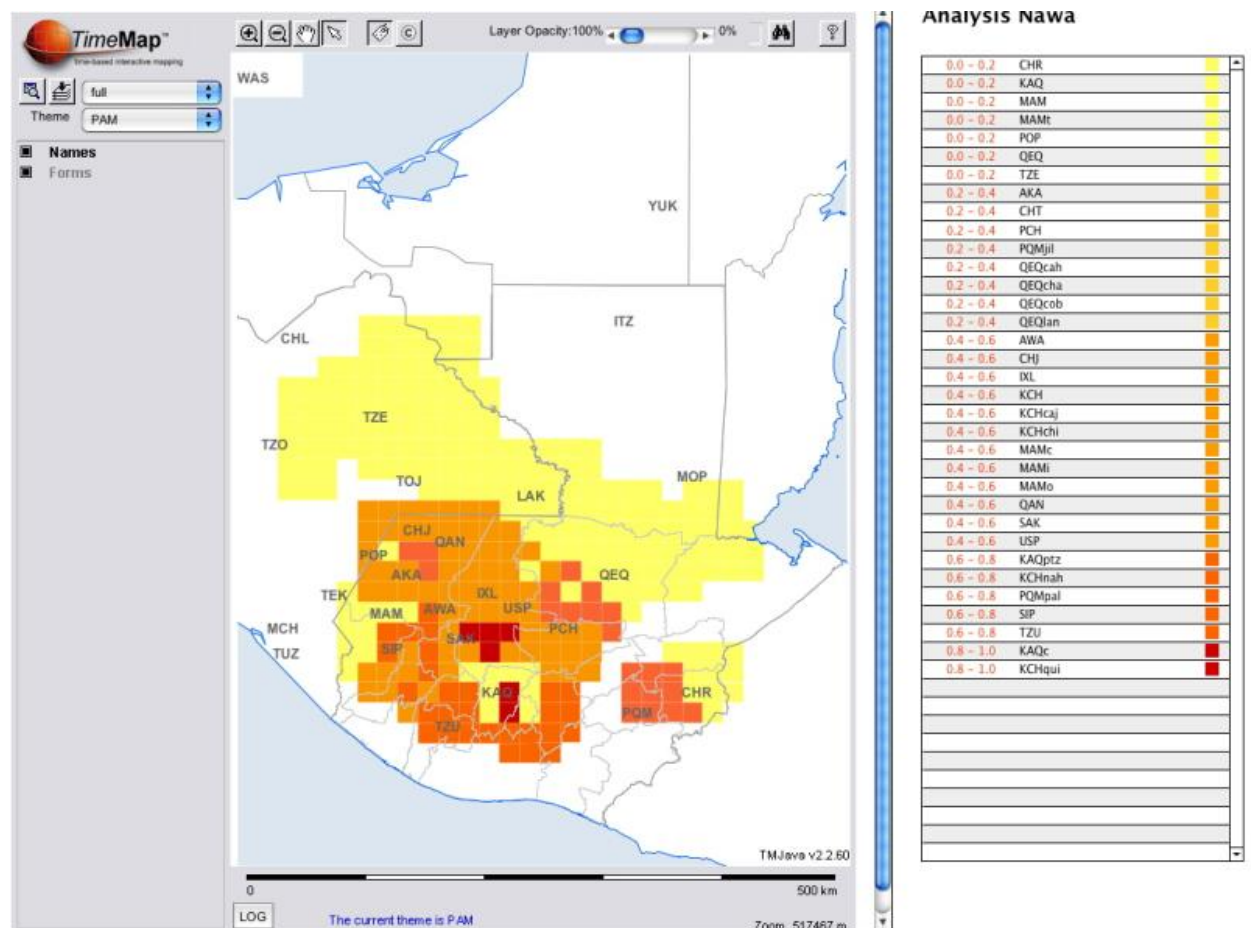 TimeMap™
Time-based interactive mapping
full
Theme PAM
Names
Forms
Layer Opacity:100% 0%
C
?
WAS
YUK
ITZ
CHL
TZE
TZO
TOJ
LAK
MOP
CHJ
QAN
POP
AKA
QEQ
TEK
IXL
MAM
AWA
USP
MCH
PCH
SAK
TUZ
SIP
KAQ
CHR
PQM
TZU
TMJava v2.2.60
0 500 km
LOG
The current theme is PAM
Zoom 517467 m
Analysis Nawa
0.0 - 0.2 CHR
0.0 - 0.2 KAQ
0.0 - 0.2 MAM
0.0 - 0.2 MAMt
0.0 - 0.2 POP
0.0 - 0.2 QEQ
0.0 - 0.2 TZE
0.2 - 0.4 AKA
0.2 - 0.4 CHT
0.2 - 0.4 PCH
0.2 - 0.4 PQMjil
0.2 - 0.4 QEQcah
0.2 - 0.4 QEQcha
0.2 - 0.4 QEQcob
0.2 - 0.4 QEQlan
0.4 - 0.6 AWA
0.4 - 0.6 CHJ
0.4 - 0.6 IXL
0.4 - 0.6 KCH
0.4 - 0.6 KCHcaj
0.4 - 0.6 KCHchi
0.4 - 0.6 MAMc
0.4 - 0.6 MAMi
0.4 - 0.6 MAMo
0.4 - 0.6 QAN
0.4 - 0.6 SAK
0.4 - 0.6 USP
0.6 - 0.8 KAQptz
0.6 - 0.8 KCHnah
0.6 - 0.8 PQMpal
0.6 - 0.8 SIP
0.6 - 0.8 TZU
0.8 - 1.0 KAQc
0.8 - 1.0 KCHqui